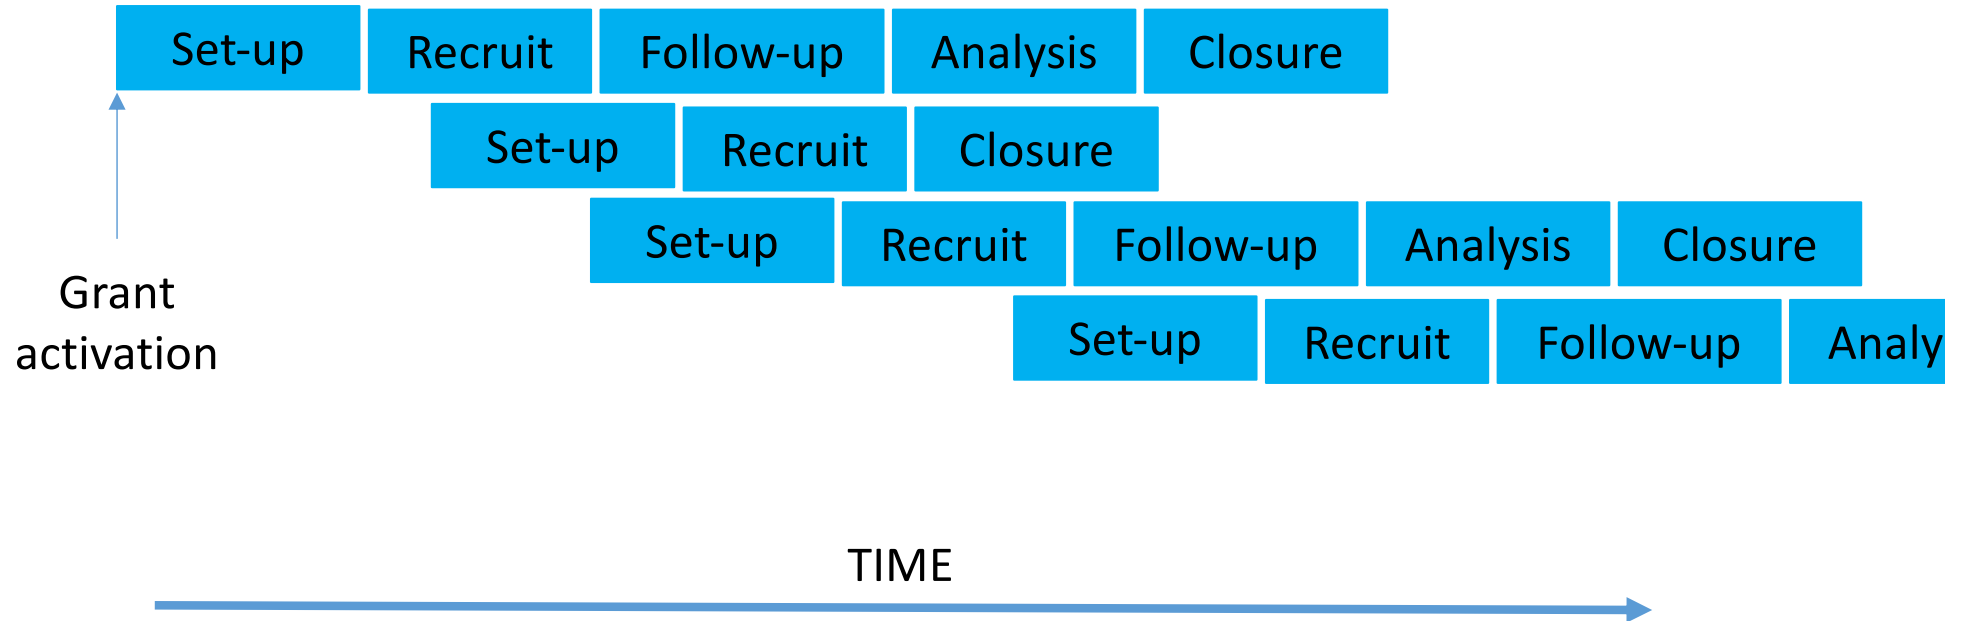 Set-up Recruit Follow-up Analysis Closure
Set-up Recruit Closure
Set-up Recruit Follow-up Analysis Closure
Set-up Recruit Follow-up Analy
Grant
activation
TIME